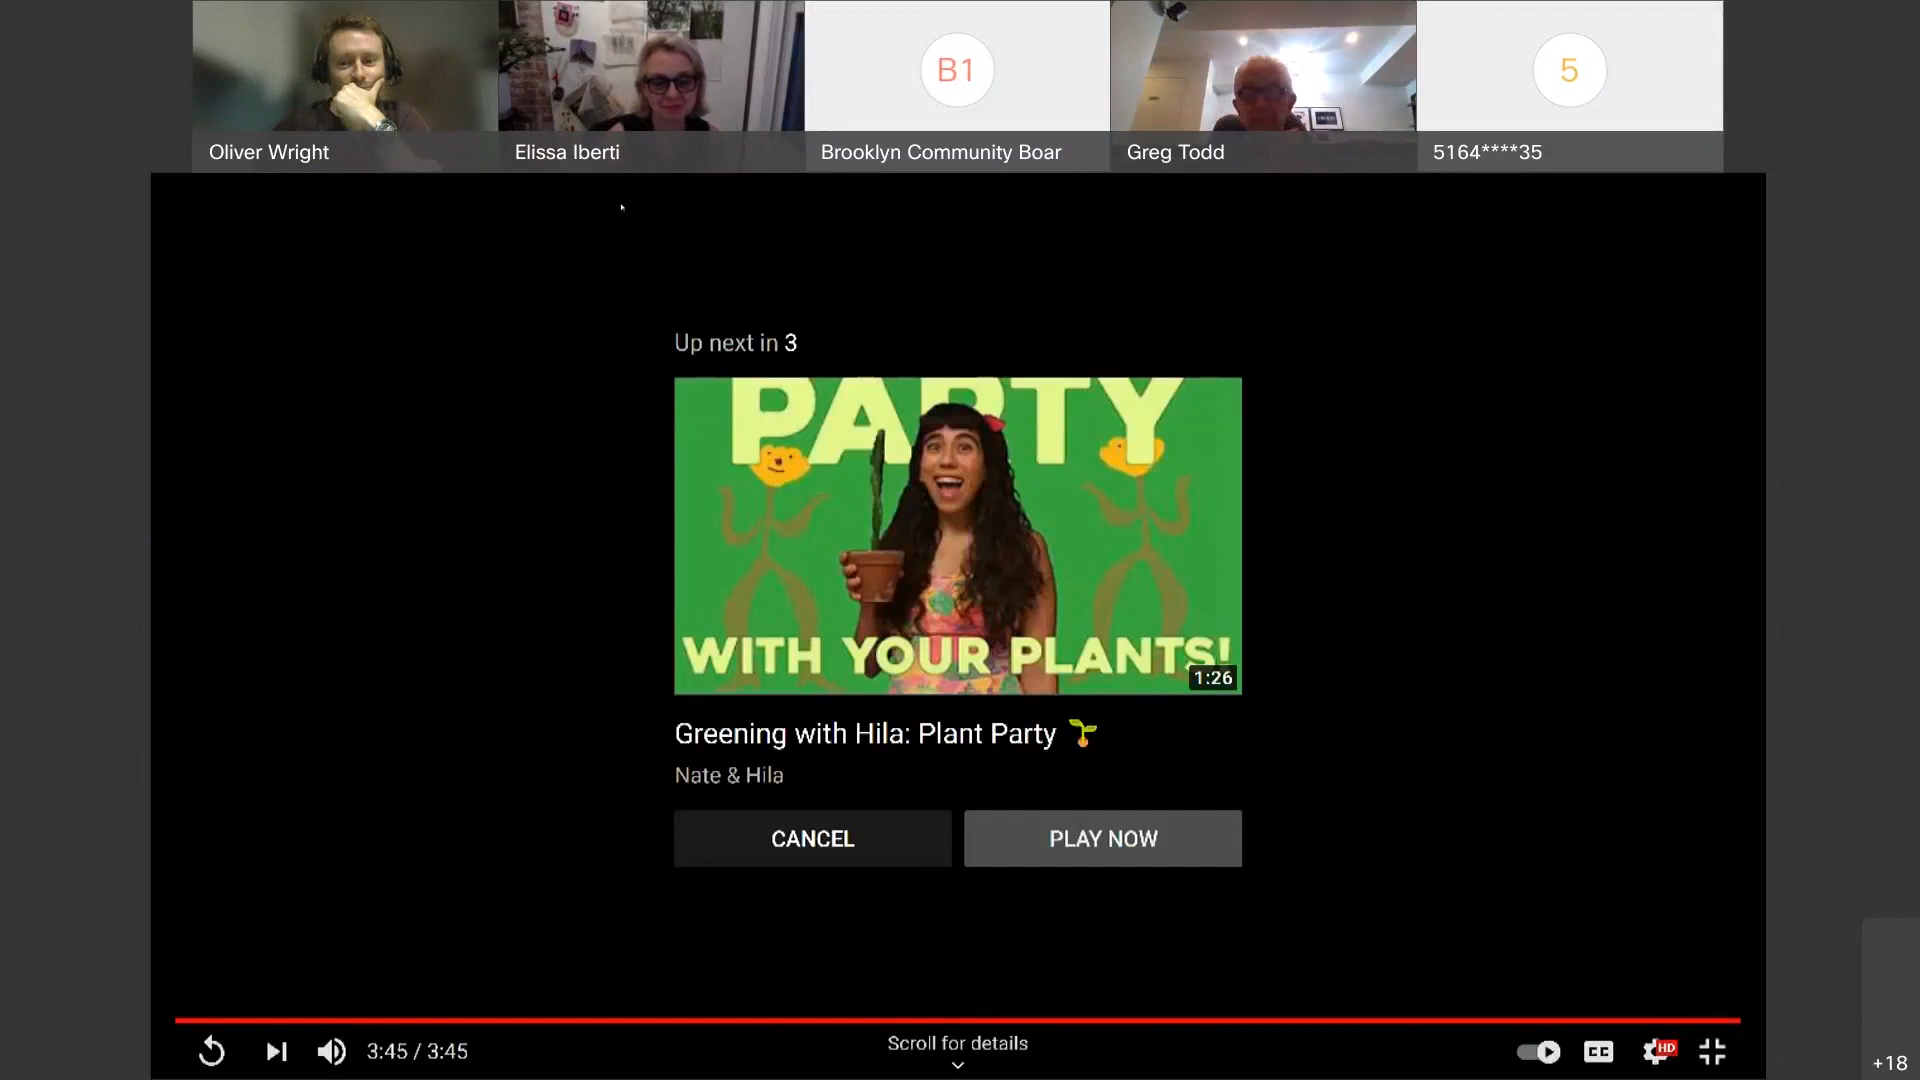 B1
5
Oliver Wright
Elissa Iberti
Brooklyn Community Boar
Greg Todd
5164****35
Up next in 3
PARTY
WITH YOUR PLANTS!
1:26
Greening with Hila: Plant Party
Nate & Hila
CANCEL
PLAY NOW
3:45 / 3:45
Scroll for details
CC
HD
+18